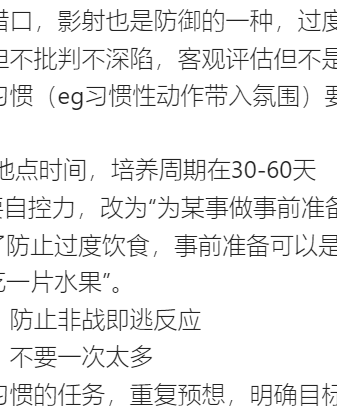 借口，影射也是防御的一种，过度
但不批判不深陷，客观评估但不是
习惯（eg习惯性动作带入氛围）要
地点时间，培养周期在30-60天
要自控力，改为“为某事做事前准备
了防止过度饮食，事前准备可以是
吃一片水果”。
防止非战即逃反应
不要一次太多
习惯的任务，重复预想，明确目标